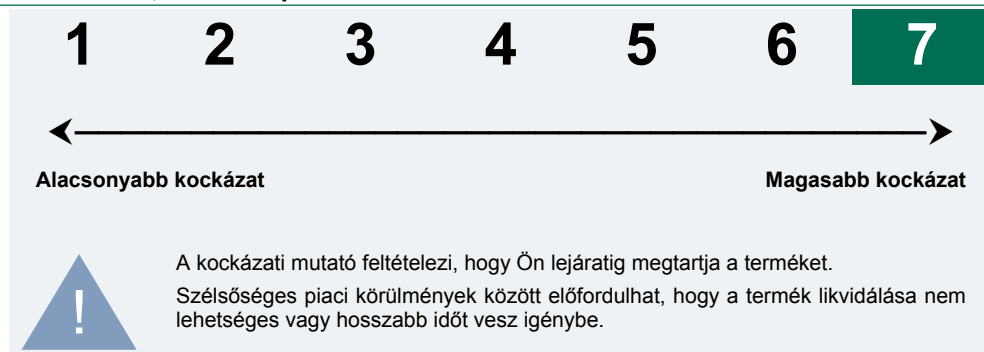 1 2 3 4 5 6 7
Alacsonyabb kockázat Magasabb kockázat
A kockázati mutató feltételezi, hogy Ön lejáratig megtartja a terméket.
Szélsőséges piaci körülmények között előfordulhat, hogy a termék likvidálása nem
lehetséges vagy hosszabb időt vesz igénybe.
!